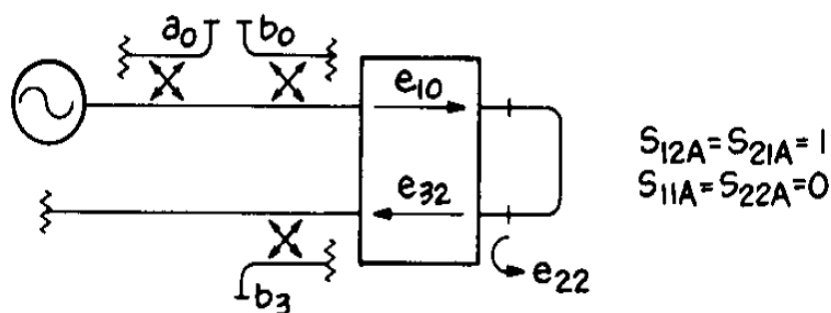 a₀ b₀
e₁₀
S₁₂A = S₂₁A = 1
S₁₁A = S₂₂A = 0
e₃₂
b₃
e₂₂